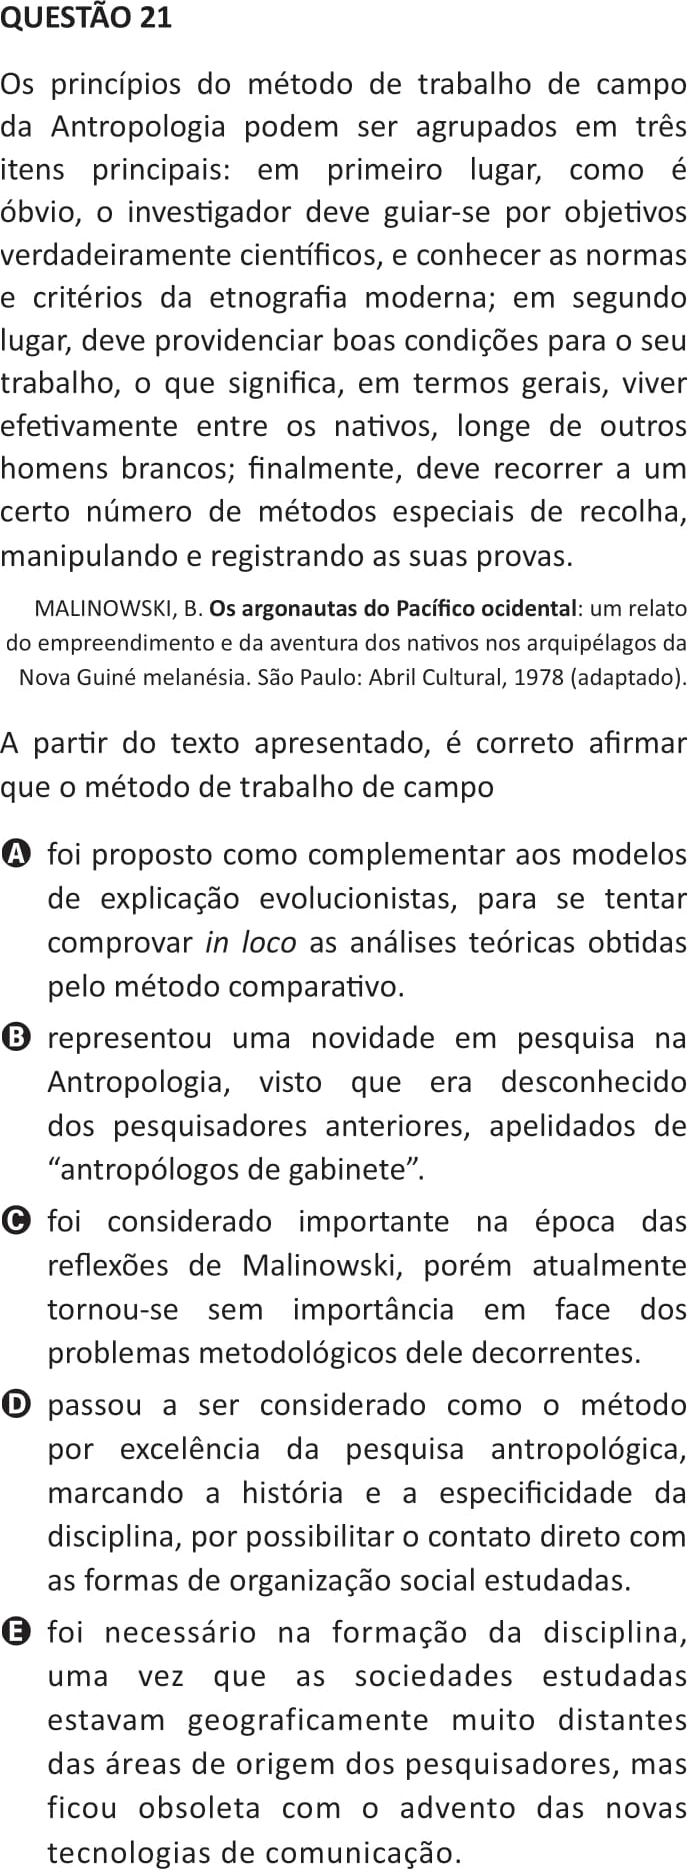 QUESTÃO 21
Os princípios do método de trabalho de campo
da Antropologia podem ser agrupados em três
itens principais: em primeiro lugar, como é
óbvio, o investigador deve guiar-se por objetivos
verdadeiramente científicos, e conhecer as normas
e critérios da etnografia moderna; em segundo
lugar, deve providenciar boas condições para o seu
trabalho, o que significa, em termos gerais, viver
efetivamente entre os nativos, longe de outros
homens brancos; finalmente, deve recorrer a um
certo número de métodos especiais de recolha,
manipulando e registrando as suas provas.
MALINOWSKI, B. Os argonautas do Pacífico ocidental: um relato
do empreendimento e da aventura dos nativos nos arquipélagos da
Nova Guiné melanésia. São Paulo: Abril Cultural, 1978 (adaptado).
A partir do texto apresentado, é correto afirmar
que o método de trabalho de campo
A foi proposto como complementar aos modelos
de explicação evolucionistas, para se tentar
comprovar in loco as análises teóricas obtidas
pelo método comparativo.
B representou uma novidade em pesquisa na
Antropologia, visto que era desconhecido
dos pesquisadores anteriores, apelidados de
“antropólogos de gabinete”.
C foi considerado importante na época das
reflexões de Malinowski, porém atualmente
tornou-se sem importância em face dos
problemas metodológicos dele decorrentes.
D passou a ser considerado como o método
por excelência da pesquisa antropológica,
marcando a história e a especificidade da
disciplina, por possibilitar o contato direto com
as formas de organização social estudadas.
E foi necessário na formação da disciplina,
uma vez que as sociedades estudadas
estavam geograficamente muito distantes
das áreas de origem dos pesquisadores, mas
ficou obsoleta com o advento das novas
tecnologias de comunicação.